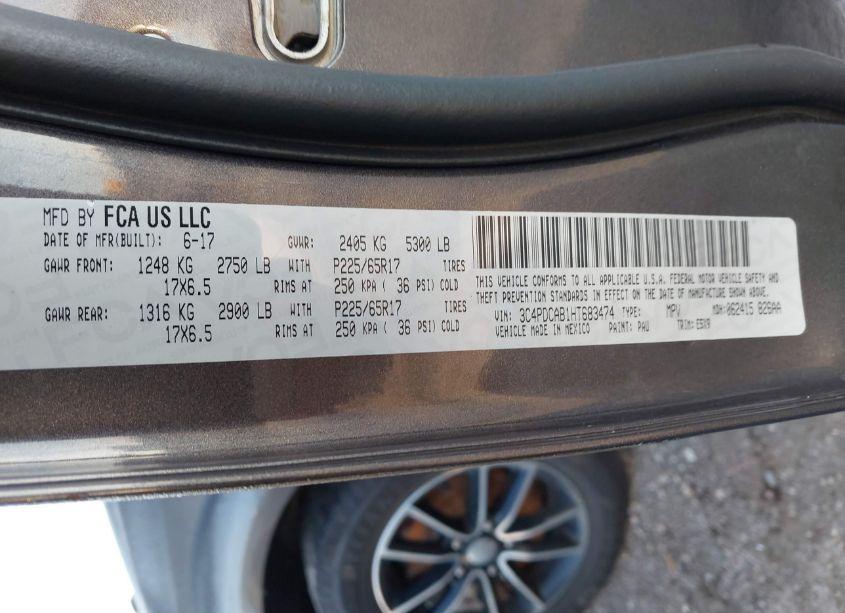 MFD BY FCA US LLC
DATE OF MFR(BUILT): 6-17 GVWR: 2405 KG 5300 LB
GAWR FRONT: 1248 KG 2750 LB WITH P225/65R17 TIRES
17X6.5 RIMS AT 250 KPA ( 36 PSI) COLD
GAWR REAR: 1316 KG 2900 LB WITH P225/65R17 TIRES
17X6.5 RIMS AT 250 KPA ( 36 PSI) COLD
THIS VEHICLE CONFORMS TO ALL APPLICABLE U.S.A. FEDERAL MOTOR VEHICLE SAFETY AND
THEFT PREVENTION STANDARDS IN EFFECT ON THE DATE OF MANUFACTURE SHOWN ABOVE.
VIN: 3C4PDCAB1HT683474 TYPE: MPV MDH: 062415 826AA
VEHICLE MADE IN MEXICO PAINT: PAU TRIM: E5X9